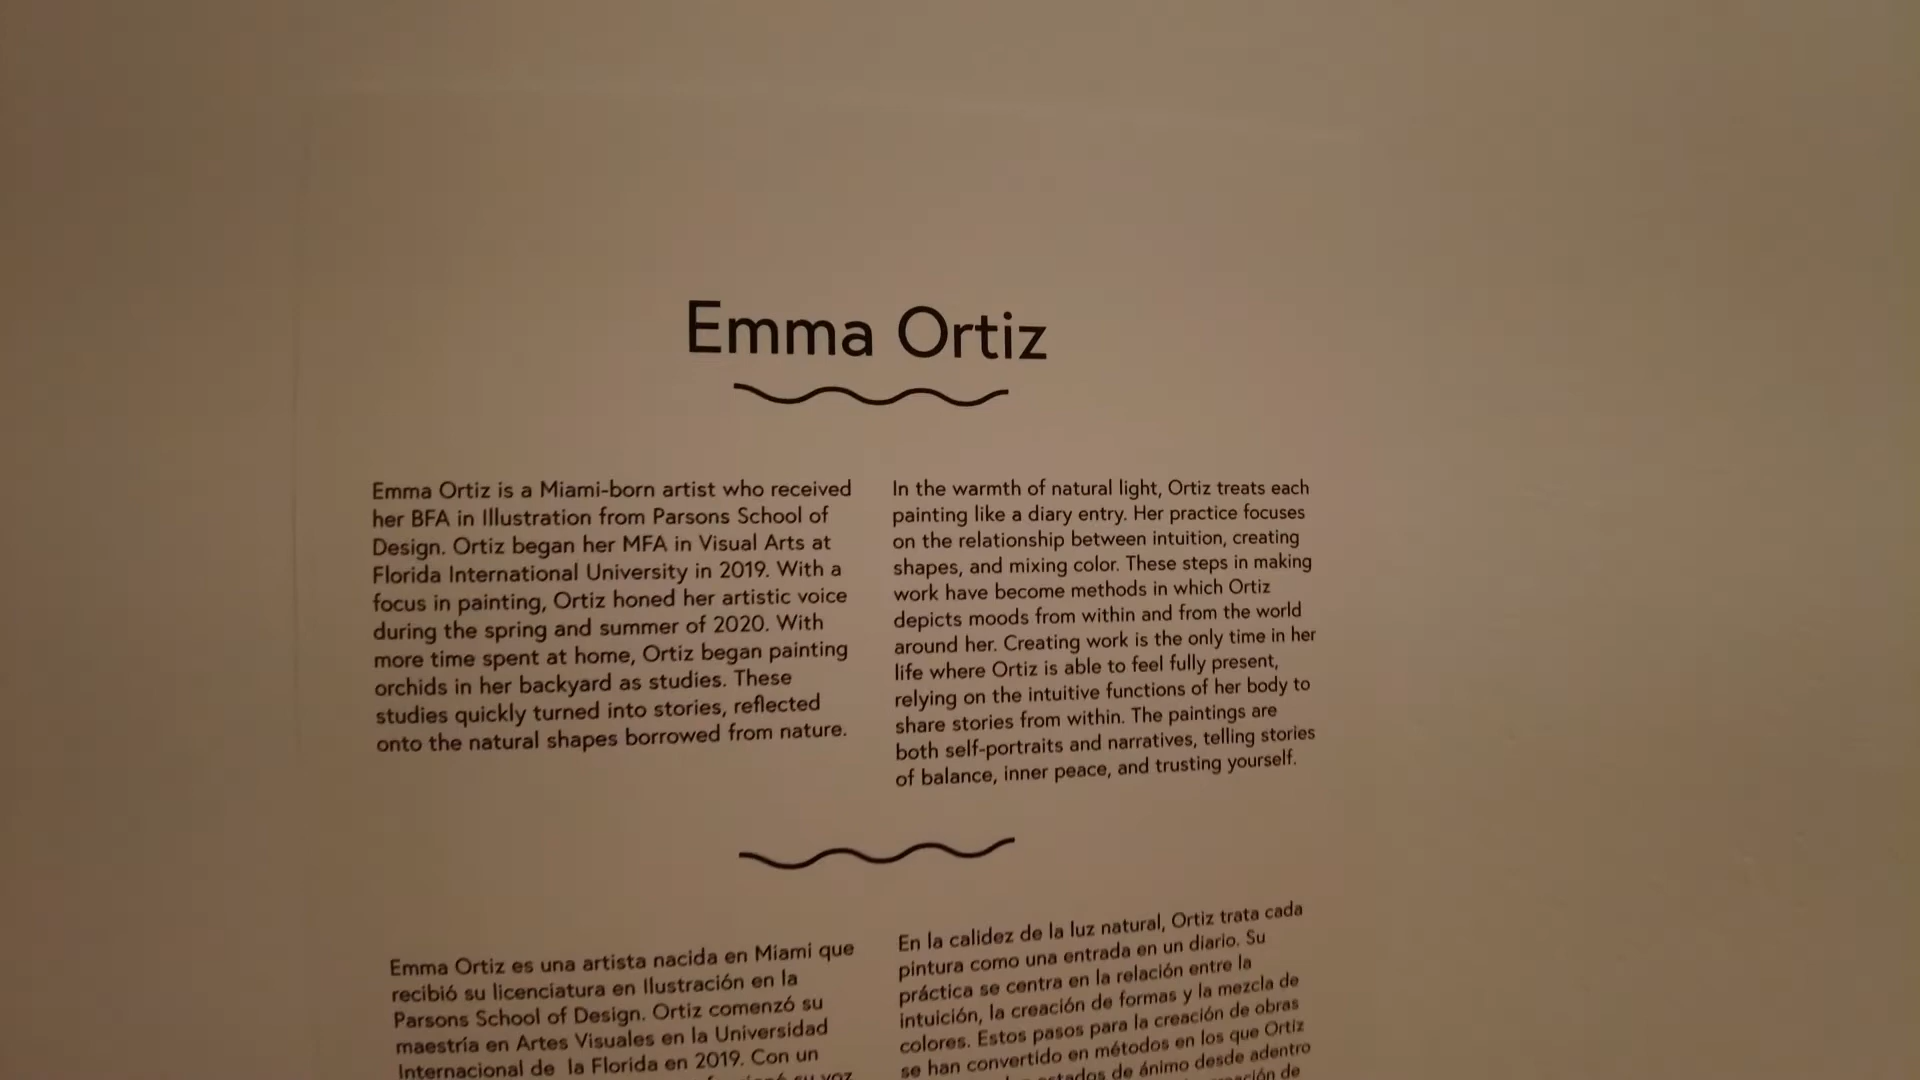 Emma Ortiz
Emma Ortiz is a Miami-born artist who received
her BFA in Illustration from Parsons School of
Design. Ortiz began her MFA in Visual Arts at
Florida International University in 2019. With a
focus in painting, Ortiz honed her artistic voice
during the spring and summer of 2020. With
more time spent at home, Ortiz began painting
orchids in her backyard as studies. These
studies quickly turned into stories, reflected
onto the natural shapes borrowed from nature.
In the warmth of natural light, Ortiz treats each
painting like a diary entry. Her practice focuses
on the relationship between intuition, creating
shapes, and mixing color. These steps in making
work have become methods in which Ortiz
depicts moods from within and from the world
around her. Creating work is the only time in her
life where Ortiz is able to feel fully present,
relying on the intuitive functions of her body to
share stories from within. The paintings are
both self-portraits and narratives, telling stories
of balance, inner peace, and trusting yourself.
Emma Ortiz es una artista nacida en Miami que
recibió su licenciatura en Ilustración en la
Parsons School of Design. Ortiz comenzó su
maestría en Artes Visuales en la Universidad
Internacional de la Florida en 2019. Con un
su voz
En la calidez de la luz natural, Ortiz trata cada
pintura como una entrada en un diario. Su
práctica se centra en la relación entre la
intuición, la creación de formas y la mezcla de
colores. Estos pasos para la creación de obras
se han convertido en métodos en los que Ortiz
estados de ánimo desde adentro
de